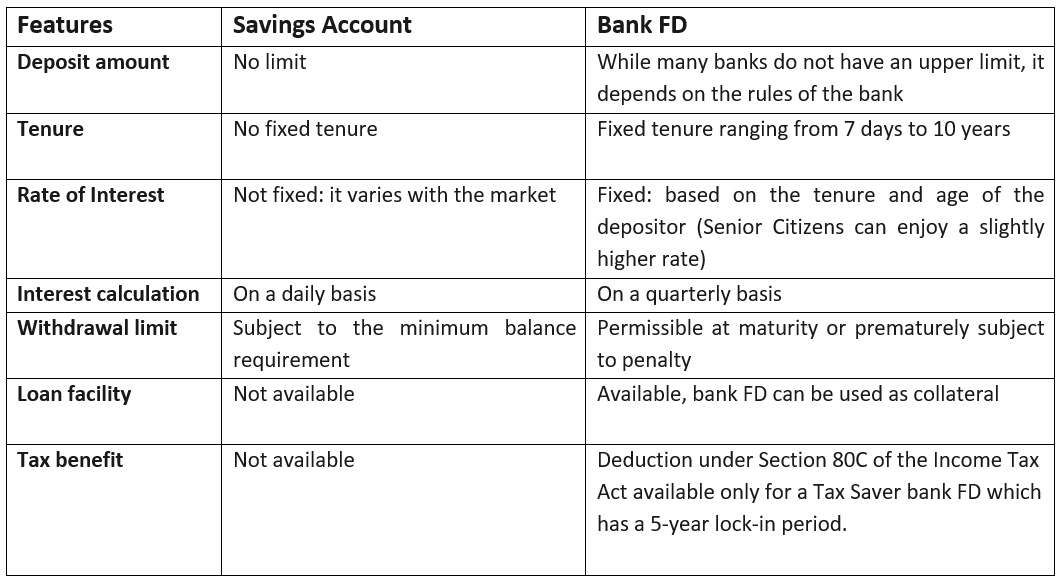 Features Savings Account Bank FD
Deposit amount No limit While many banks do not have an upper limit, it
depends on the rules of the bank
Tenure No fixed tenure Fixed tenure ranging from 7 days to 10 years
Rate of Interest Not fixed: it varies with the market Fixed: based on the tenure and age of the
depositor (Senior Citizens can enjoy a slightly
higher rate)
Interest calculation On a daily basis On a quarterly basis
Withdrawal limit Subject to the minimum balance Permissible at maturity or prematurely subject
requirement to penalty
Loan facility Not available Available, bank FD can be used as collateral
Tax benefit Not available Deduction under Section 80C of the Income Tax
Act available only for a Tax Saver bank FD which
has a 5-year lock-in period.